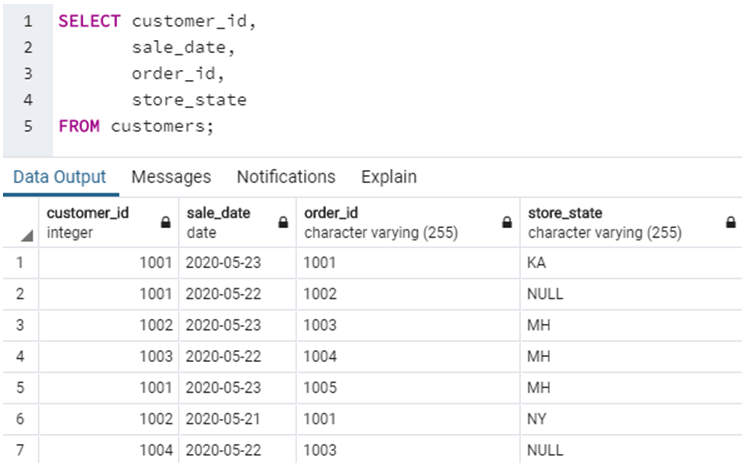 1 SELECT customer_id,
2 sale_date,
3 order_id,
4 store_state
5 FROM customers;
Data Output Messages Notifications Explain
customer_id sale_date order_id store_state
integer date character varying (255) character varying (255)
1 1001 2020-05-23 1001 KA
2 1001 2020-05-22 1002 NULL
3 1002 2020-05-23 1003 MH
4 1003 2020-05-22 1004 MH
5 1001 2020-05-23 1005 MH
6 1002 2020-05-21 1001 NY
7 1004 2020-05-22 1003 NULL